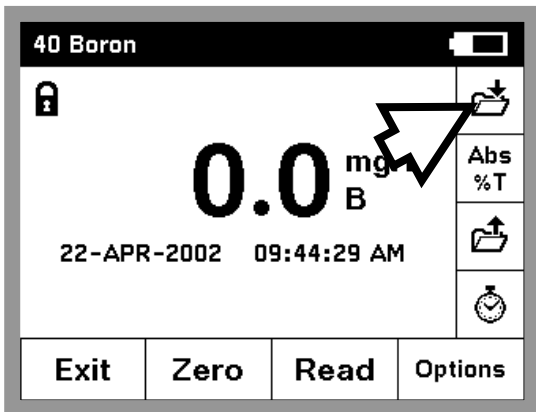 40 Boron
0.0 mg
B
Abs
%T
22-APR-2002 09:44:29 AM
Exit Zero Read Options